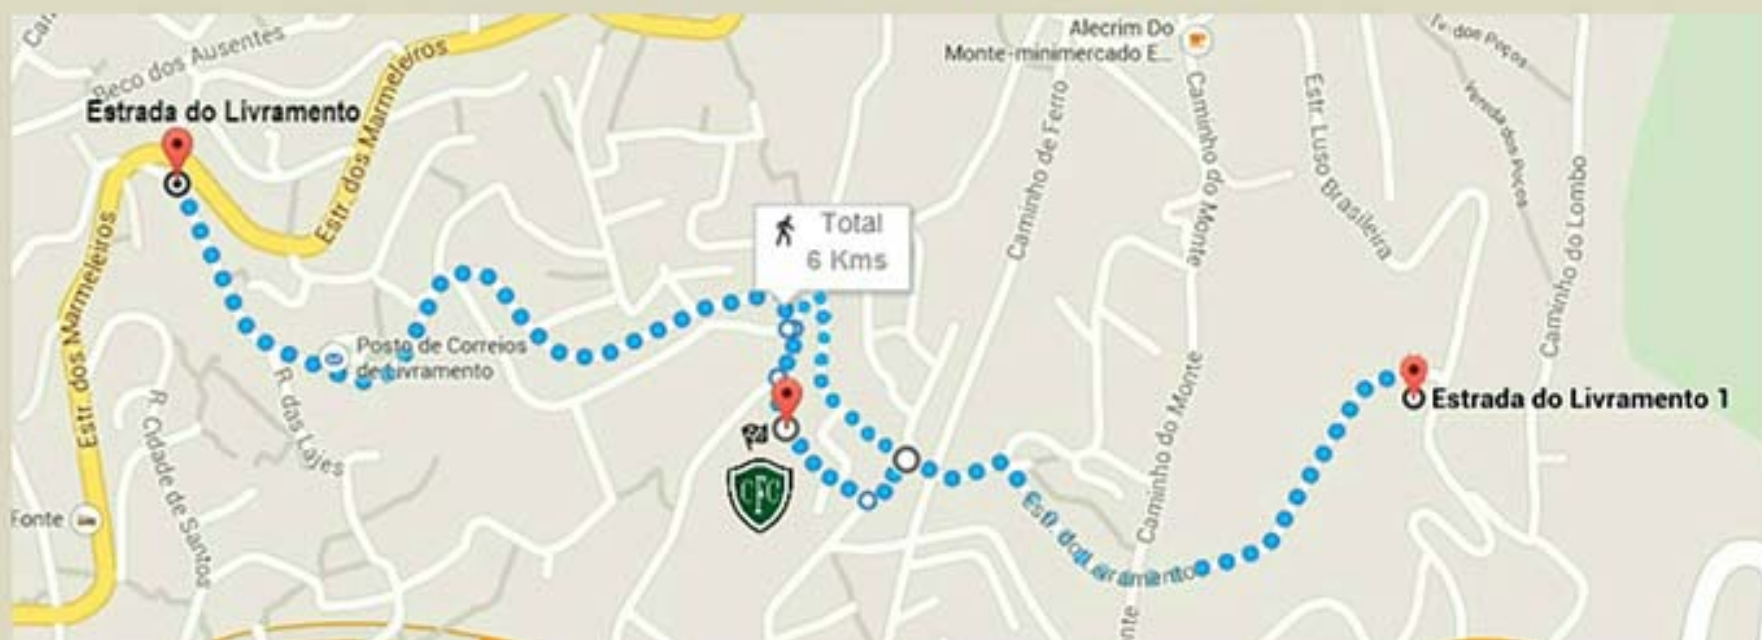 Beco dos Ausentes
Estrada do Livramento
Estr. dos Marmeleiros
Estr. dos Marmeleiros
Posto de Correios
de Livramento
R. das Lajes
R. Cidade de Santos
Fonte
Total
6 Kms
CFC
Alecrim Do
Monte-minimercado E...
Caminho de Ferro
Caminho do Monte
Caminho do Monte
Estr. Luso Brasileira
Tv. dos Poços
Vereda dos Poços
Caminho do Lombo
Estrada do Livramento 1
Estr. do Livramento